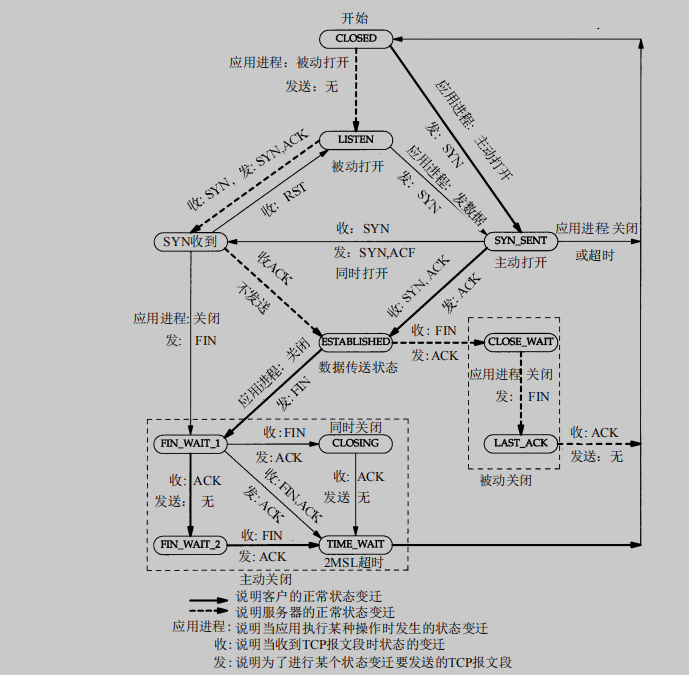 开始
CLOSED
应用进程：被动打开
发送：无
应用进程：主动打开
发：SYN
LISTEN
被动打开
收：SYN，发：SYN,ACK
收：RST
应用进程：发数据
发：SYN
SYN收到
收：SYN
发：SYN,ACF
同时打开
SYN_SENT
主动打开
应用进程 关闭
或超时
收ACK
不发送
收：SYN, ACK
发：ACK
应用进程:关闭
发： FIN
ESTABLISHED
数据传送状态
收：FIN
发:ACK
CLOSE_WAIT
应用进程 关闭
发： FIN
LAST_ACK
收：ACK
发送：无
被动关闭
应用进程：关闭
发：FIN
FIN_WAIT_1
收:FIN
发:ACK
同时关闭
CLOSING
收：ACK
发送： 无
收：FIN,ACK
发：ACK
收：ACK
发送 无
FIN_WAIT_2
收：FIN
发:ACK
TIME_WAIT
2MSL超时
主动关闭
说明客户的正常状态变迁
说明服务器的正常状态变迁
应用进程：说明当应用执行某种操作时发生的状态变迁
收：说明当收到TCP报文段时状态的变迁
发：说明为了进行某个状态变迁要发送的TCP报文段